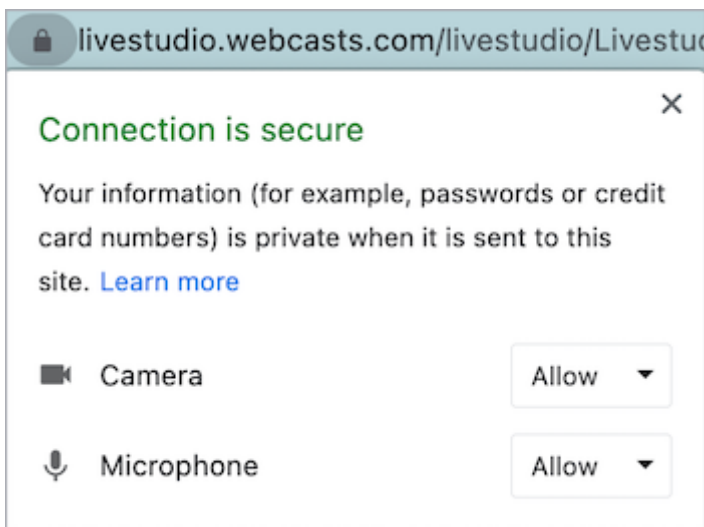 livestudio.webcasts.com/livestudio/Livestud
Connection is secure
Your information (for example, passwords or credit
card numbers) is private when it is sent to this
site. Learn more
Camera Allow
Microphone Allow